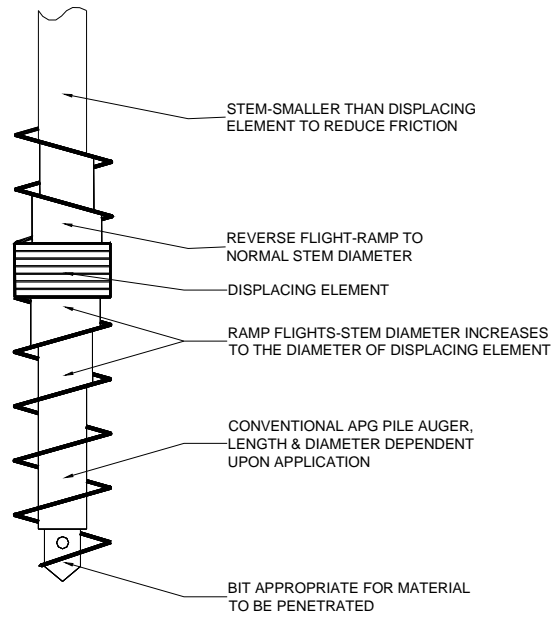 STEM-SMALLER THAN DISPLACING
ELEMENT TO REDUCE FRICTION
REVERSE FLIGHT-RAMP TO
NORMAL STEM DIAMETER
DISPLACING ELEMENT
RAMP FLIGHTS-STEM DIAMETER INCREASES
TO THE DIAMETER OF DISPLACING ELEMENT
CONVENTIONAL APG PILE AUGER,
LENGTH & DIAMETER DEPENDENT
UPON APPLICATION
BIT APPROPRIATE FOR MATERIAL
TO BE PENETRATED